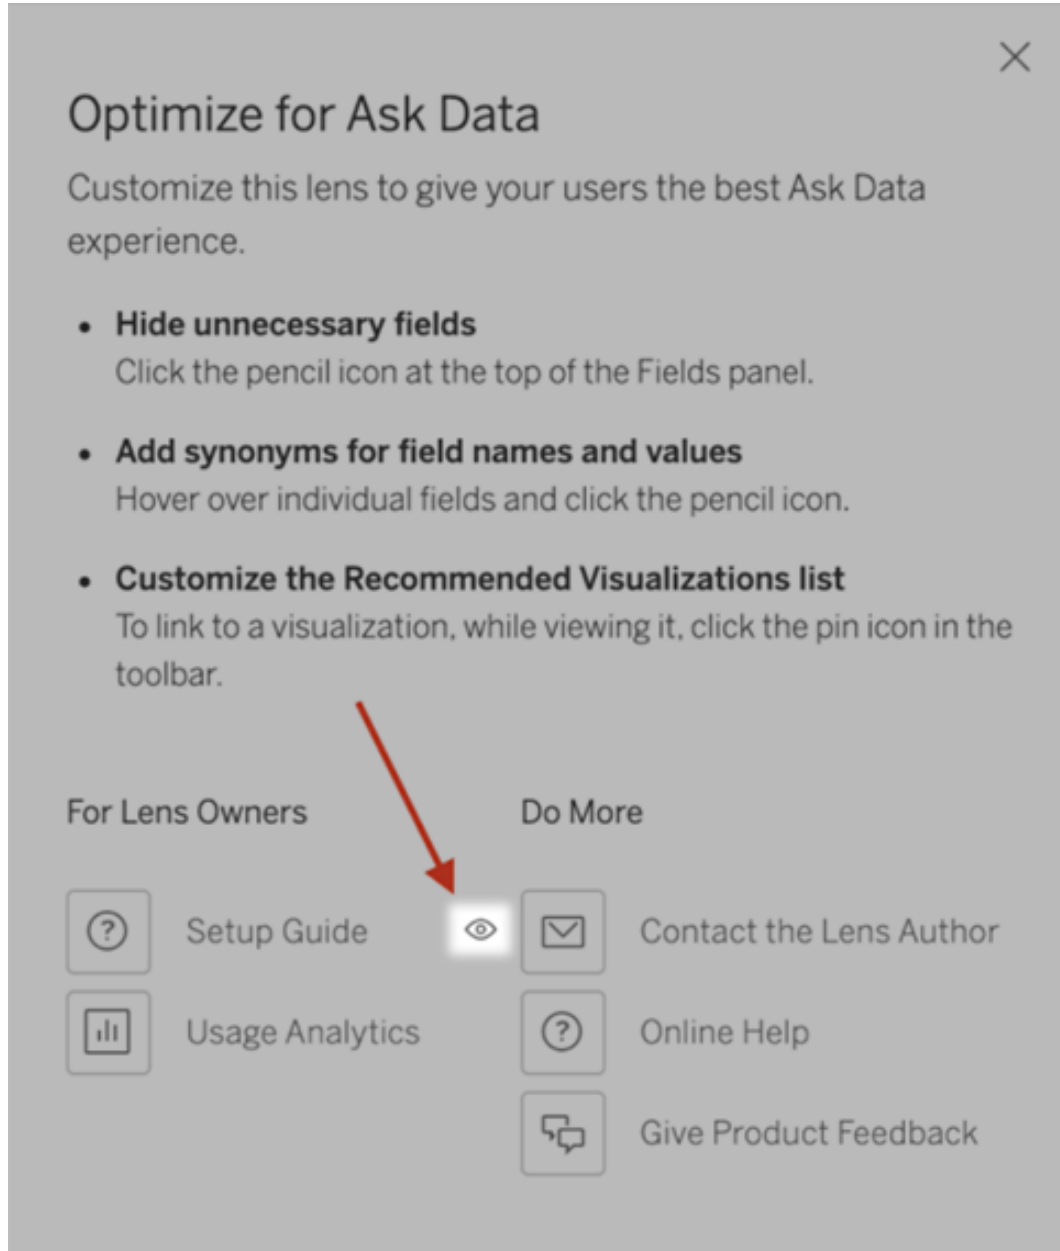 Optimize for Ask Data
Customize this lens to give your users the best Ask Data
experience.
• Hide unnecessary fields
Click the pencil icon at the top of the Fields panel.
• Add synonyms for field names and values
Hover over individual fields and click the pencil icon.
• Customize the Recommended Visualizations list
To link to a visualization, while viewing it, click the pin icon in the
toolbar.
For Lens Owners
Setup Guide
Usage Analytics
Do More
Contact the Lens Author
Online Help
Give Product Feedback